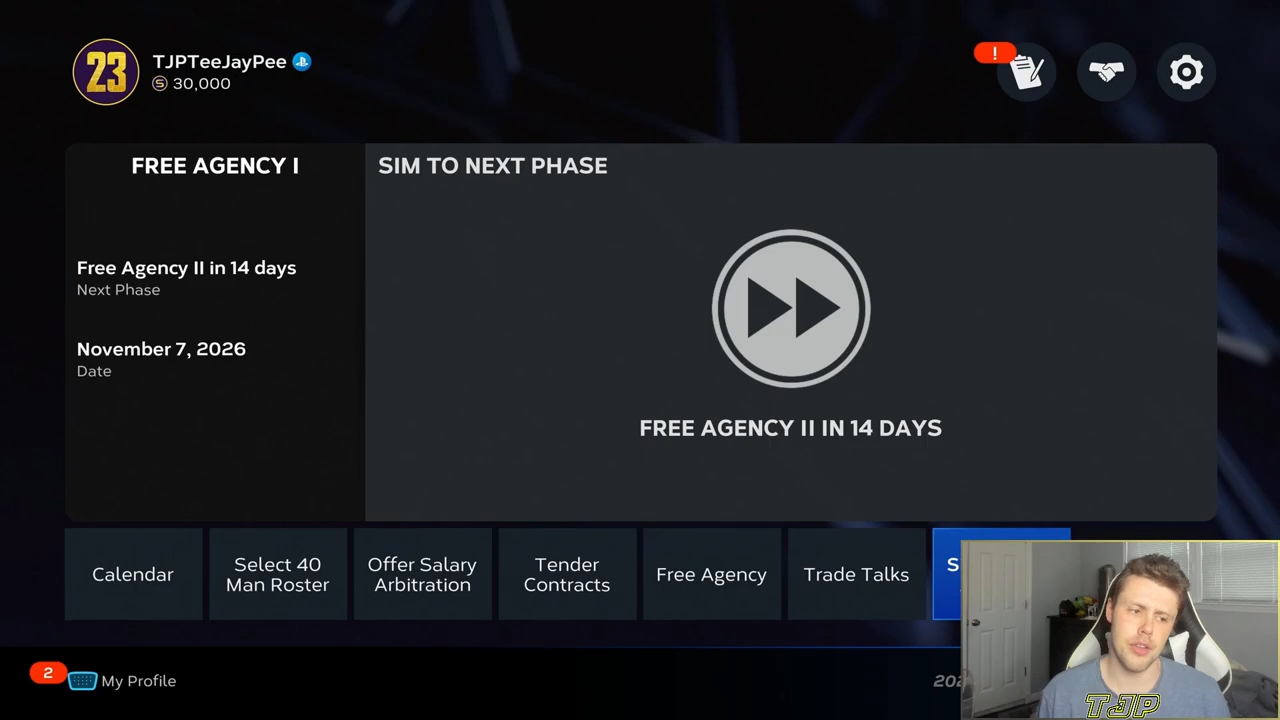 23
TJPTeeJayPee
30,000
!
FREE AGENCY I
Free Agency II in 14 days
Next Phase
November 7, 2026
Date
SIM TO NEXT PHASE
FREE AGENCY II IN 14 DAYS
Calendar
Select 40
Man Roster
Offer Salary
Arbitration
Tender
Contracts
Free Agency
Trade Talks
S
2
My Profile
202
TJP